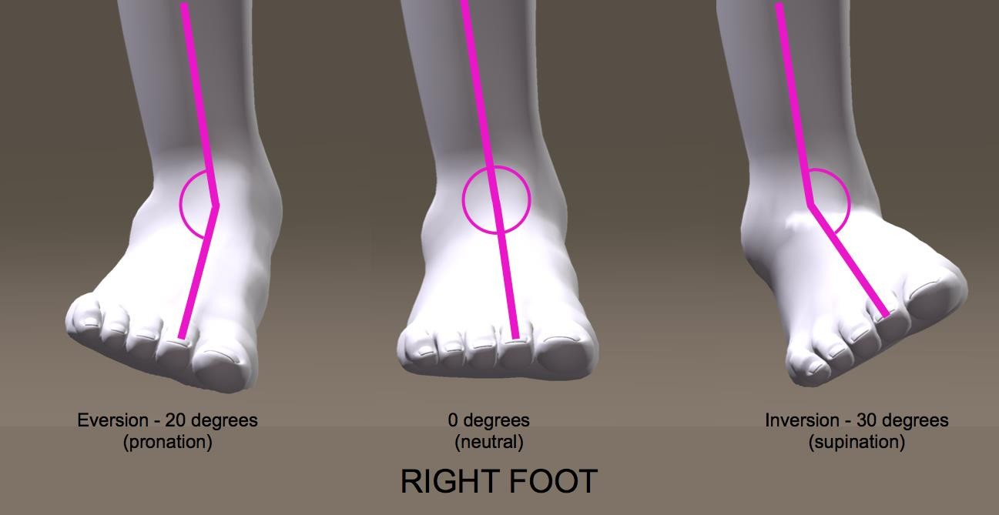 Eversion - 20 degrees
(pronation)
0 degrees
(neutral)
Inversion - 30 degrees
(supination)
RIGHT FOOT